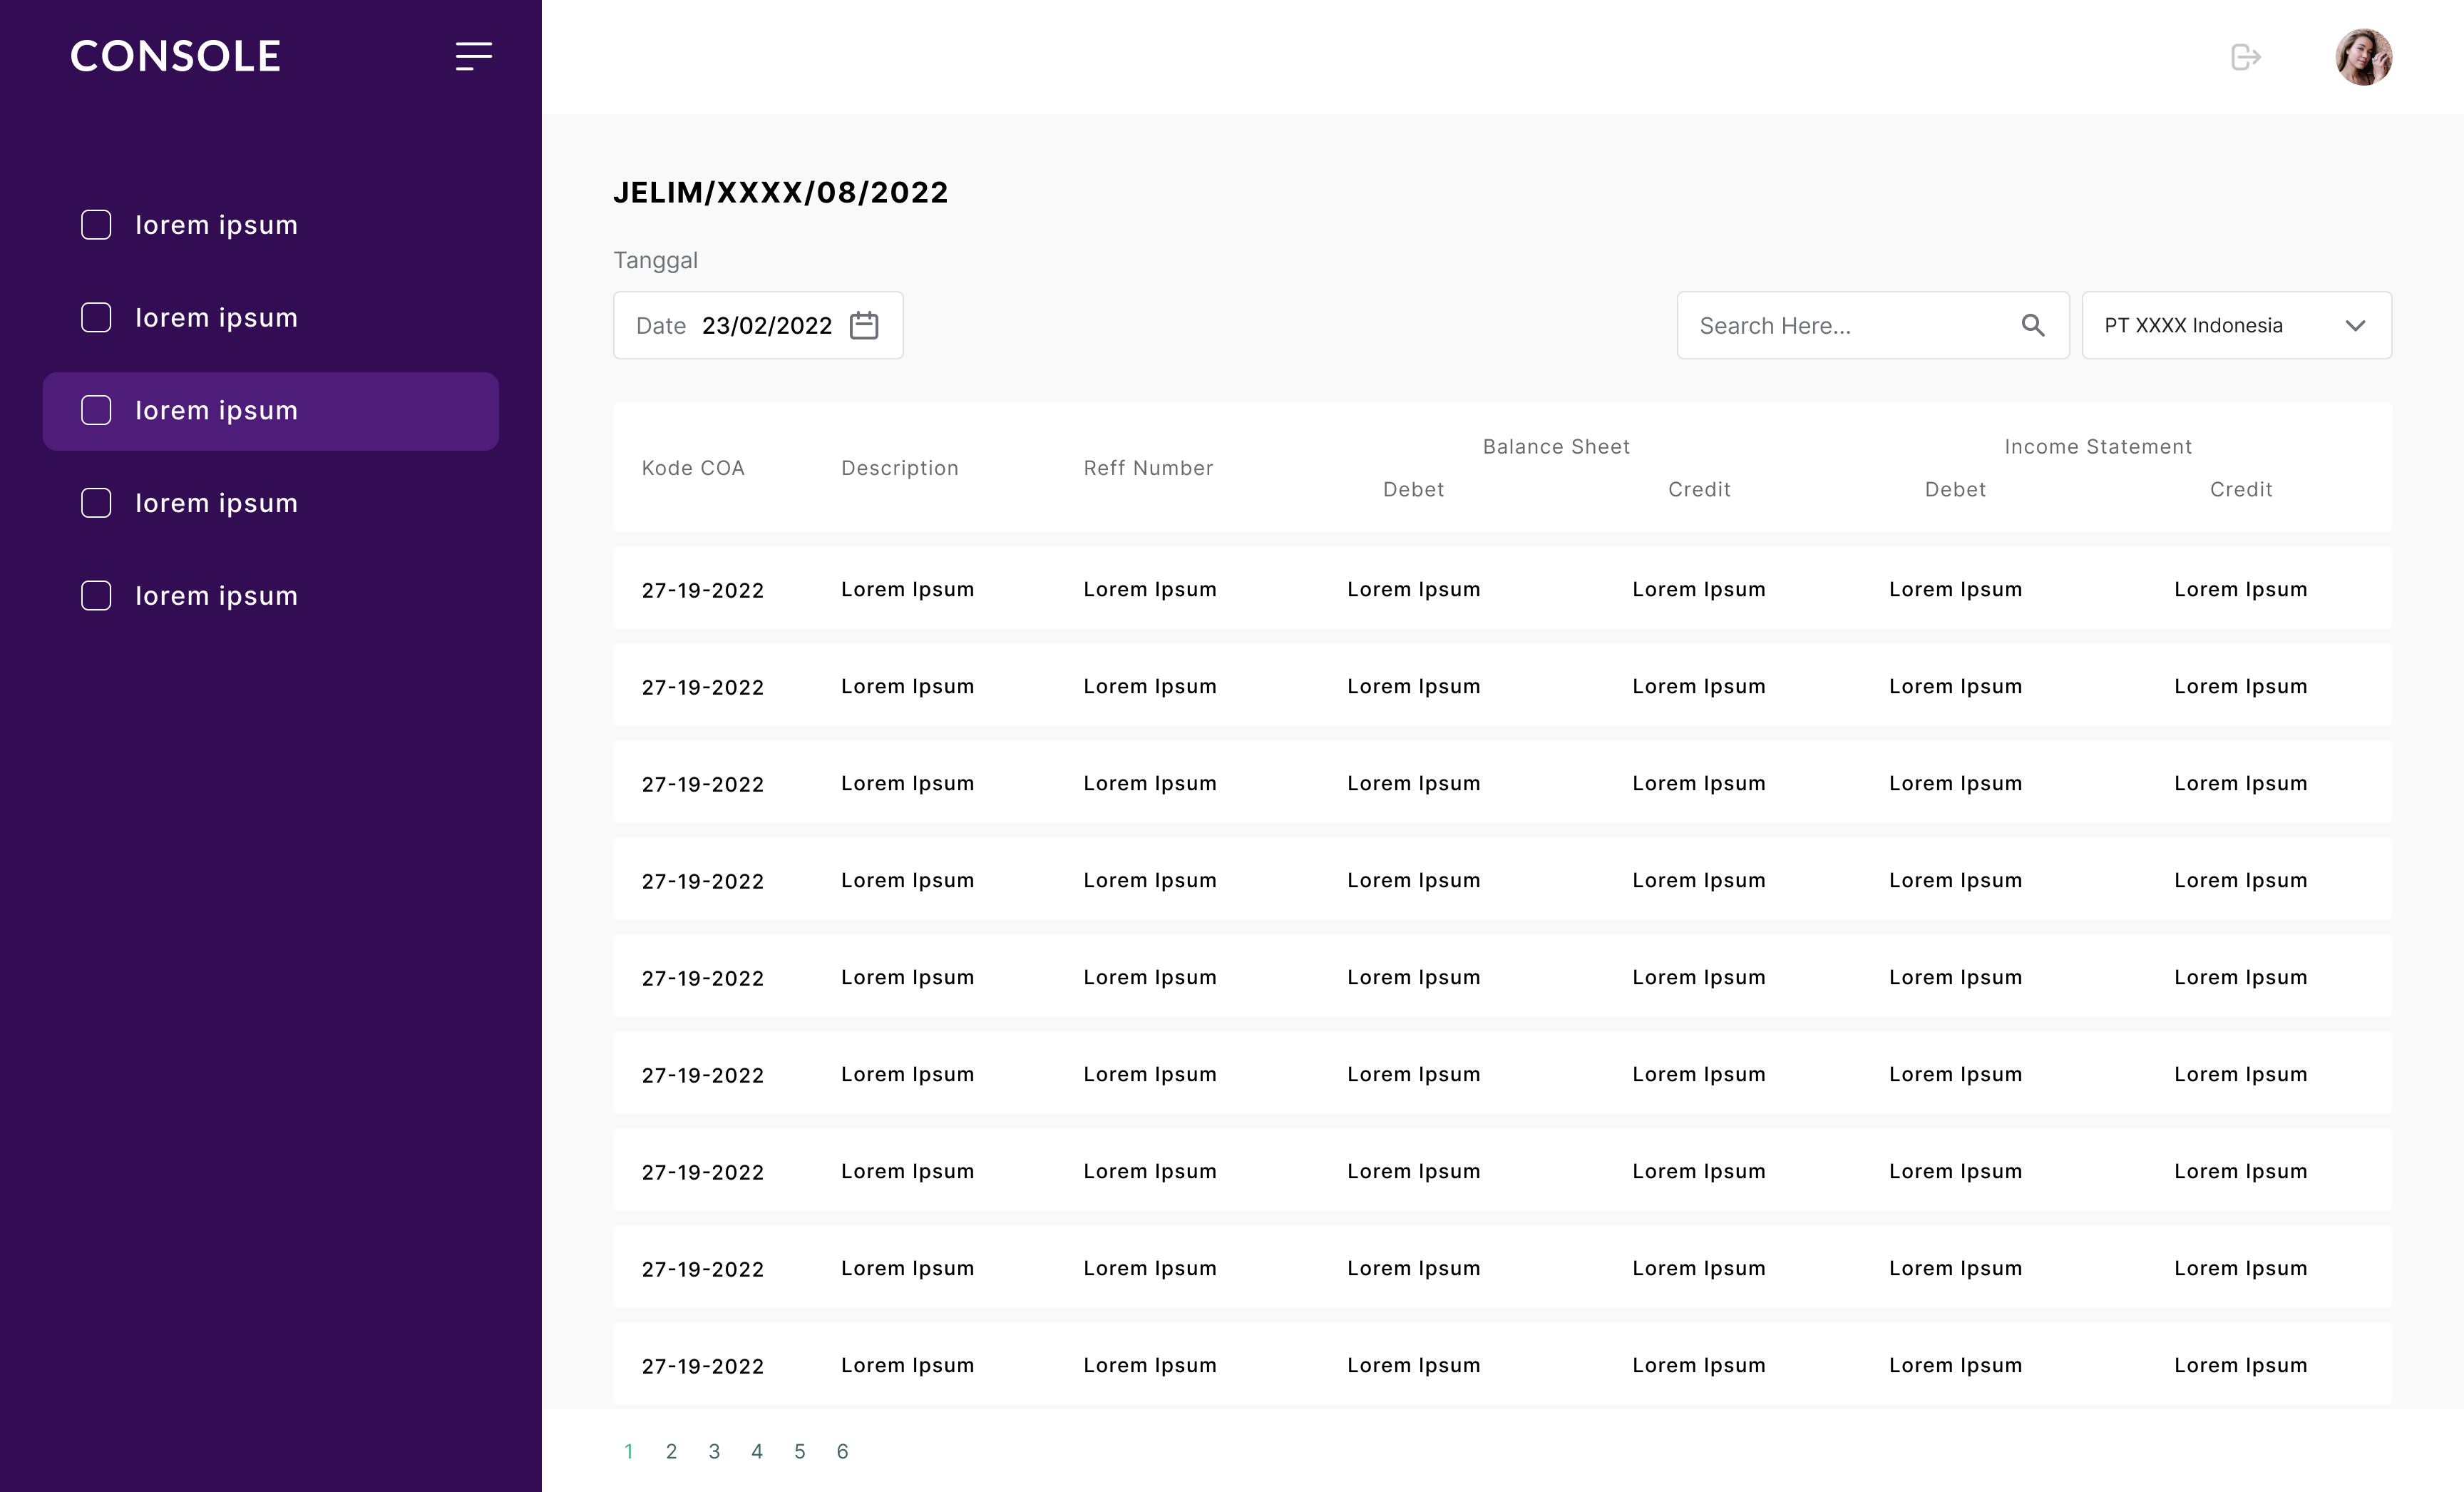 CONSOLE
lorem ipsum
lorem ipsum
lorem ipsum
lorem ipsum
lorem ipsum
JELIM/XXXX/08/2022
Tanggal
Date 23/02/2022
Search Here...
PT XXXX Indonesia
Kode COA Description Reff Number Balance Sheet Income Statement
Debet Credit Debet Credit
27-19-2022 Lorem Ipsum Lorem Ipsum Lorem Ipsum Lorem Ipsum Lorem Ipsum Lorem Ipsum
27-19-2022 Lorem Ipsum Lorem Ipsum Lorem Ipsum Lorem Ipsum Lorem Ipsum Lorem Ipsum
27-19-2022 Lorem Ipsum Lorem Ipsum Lorem Ipsum Lorem Ipsum Lorem Ipsum Lorem Ipsum
27-19-2022 Lorem Ipsum Lorem Ipsum Lorem Ipsum Lorem Ipsum Lorem Ipsum Lorem Ipsum
27-19-2022 Lorem Ipsum Lorem Ipsum Lorem Ipsum Lorem Ipsum Lorem Ipsum Lorem Ipsum
27-19-2022 Lorem Ipsum Lorem Ipsum Lorem Ipsum Lorem Ipsum Lorem Ipsum Lorem Ipsum
27-19-2022 Lorem Ipsum Lorem Ipsum Lorem Ipsum Lorem Ipsum Lorem Ipsum Lorem Ipsum
27-19-2022 Lorem Ipsum Lorem Ipsum Lorem Ipsum Lorem Ipsum Lorem Ipsum Lorem Ipsum
27-19-2022 Lorem Ipsum Lorem Ipsum Lorem Ipsum Lorem Ipsum Lorem Ipsum Lorem Ipsum
1 2 3 4 5 6